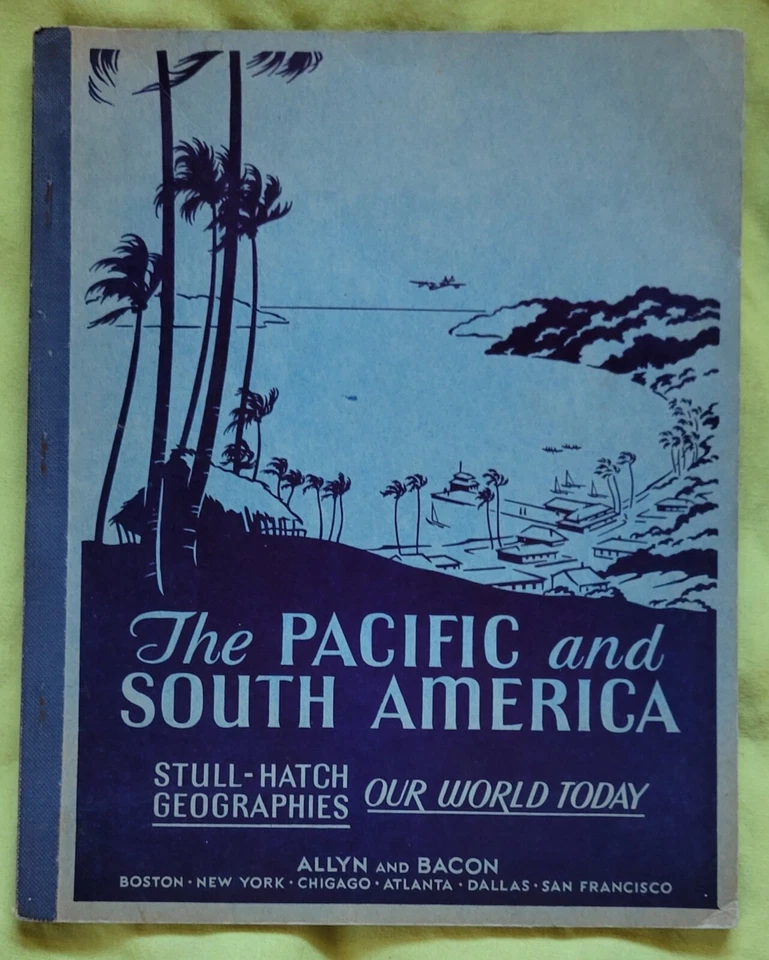 The PACIFIC and
SOUTH AMERICA
STULL-HATCH
GEOGRAPHIES
OUR WORLD TODAY
ALLYN AND BACON
BOSTON · NEW YORK · CHIGAGO · ATLANTA · DALLAS · SAN FRANCISCO